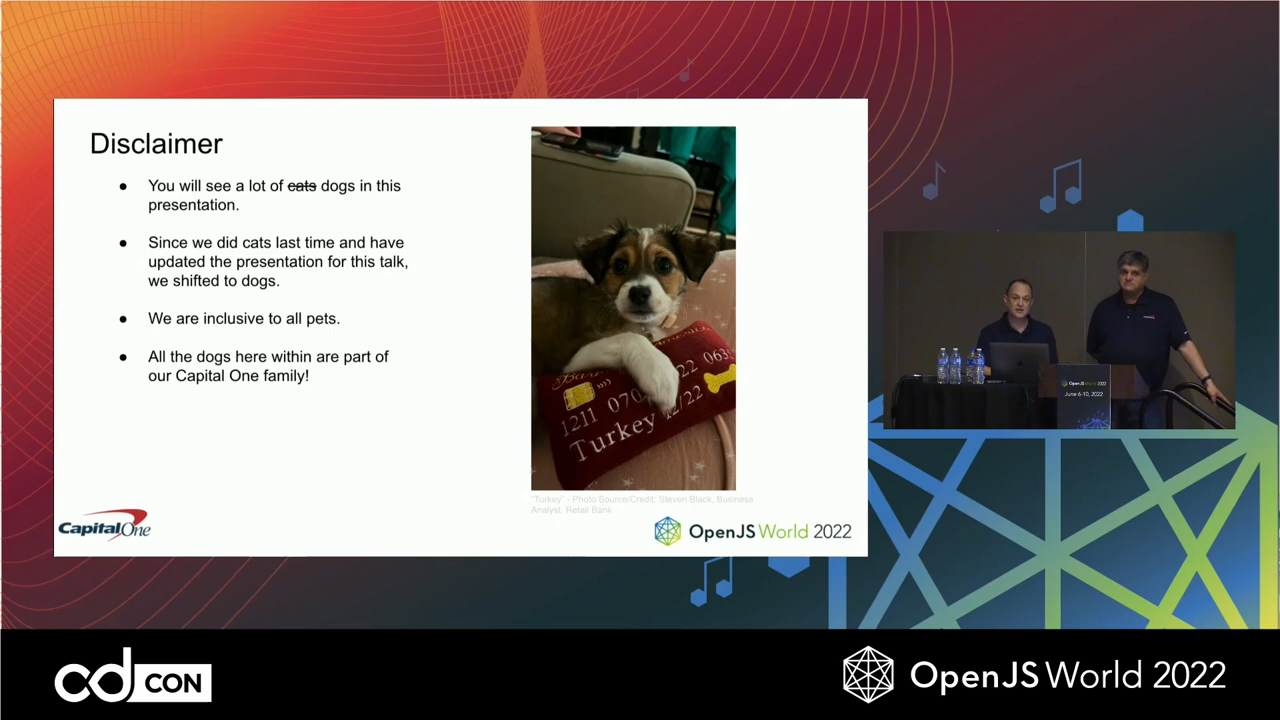 Disclaimer
● You will see a lot of cats dogs in this
presentation.
● Since we did cats last time and have
updated the presentation for this talk,
we shifted to dogs.
● We are inclusive to all pets.
● All the dogs here within are part of
our Capital One family!
1211 070
22 063
Turkey 12/22
"Turkey" - Photo Source/Credit: Steven Black, Business
Analyst, Retail Bank
Capital One
OpenJS World 2022
OpenJS World 2022
June 6-10, 2022
cd CON
OpenJS World 2022